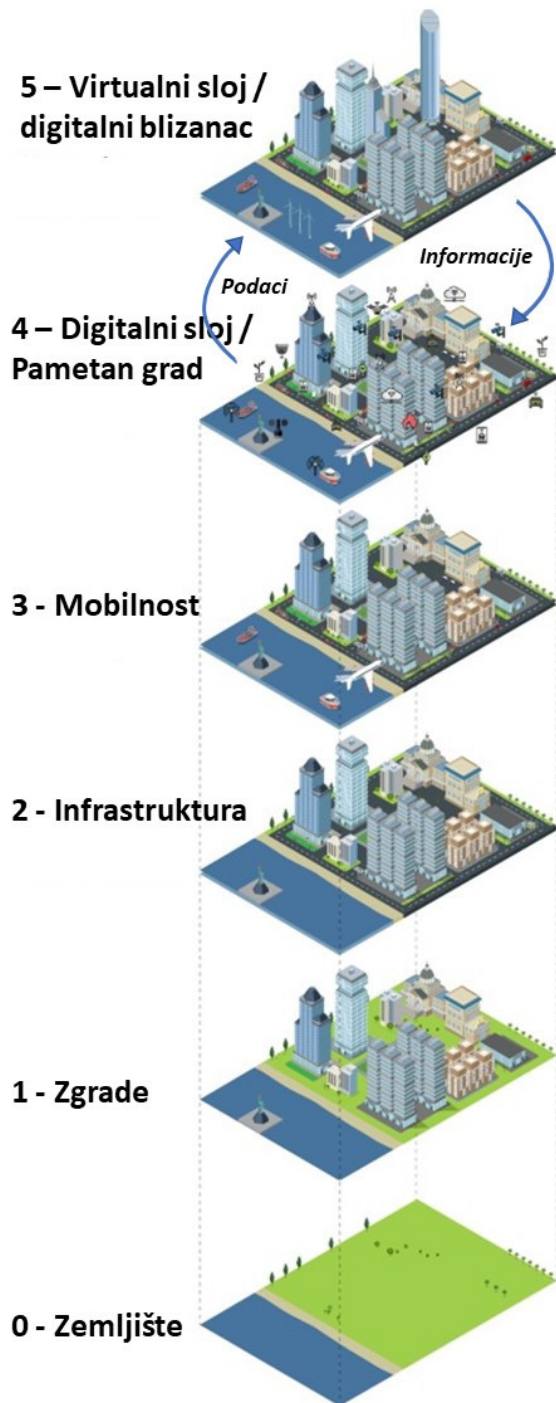 5 – Virtualni sloj /
digitalni blizanac
Informacije
Podaci
4 – Digitalni sloj /
Pametan grad
3 - Mobilnost
2 - Infrastruktura
1 - Zgrade
0 - Zemljište